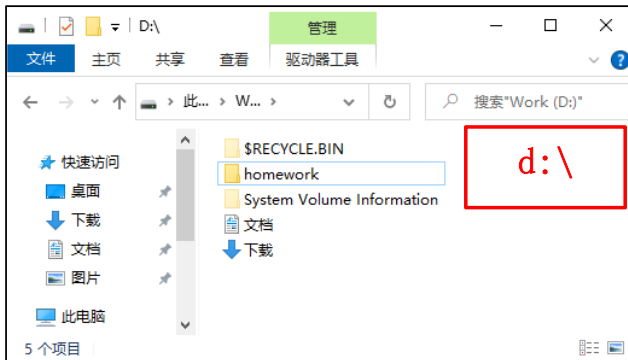 D:\
管理
文件 主页 共享 查看 驱动器工具
此... W... 搜索"Work (D:)"
$RECYCLE.BIN
homework
System Volume Information
文档
下载
d:\
快速访问
桌面
下载
文档
图片
此电脑
5 个项目